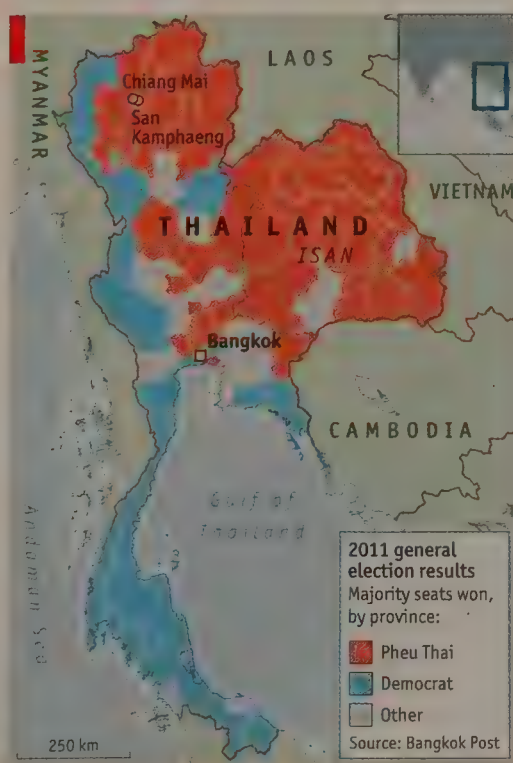 MYANMAR
LAOS
Chiang Mai
San
Kamphaeng
VIETNAM
THAILAND
ISAN
Bangkok
CAMBODIA
Gulf of
Thailand
Andaman Sea
2011 general
election results
Majority seats won,
by province:
Pheu Thai
Democrat
Other
Source: Bangkok Post
250 km